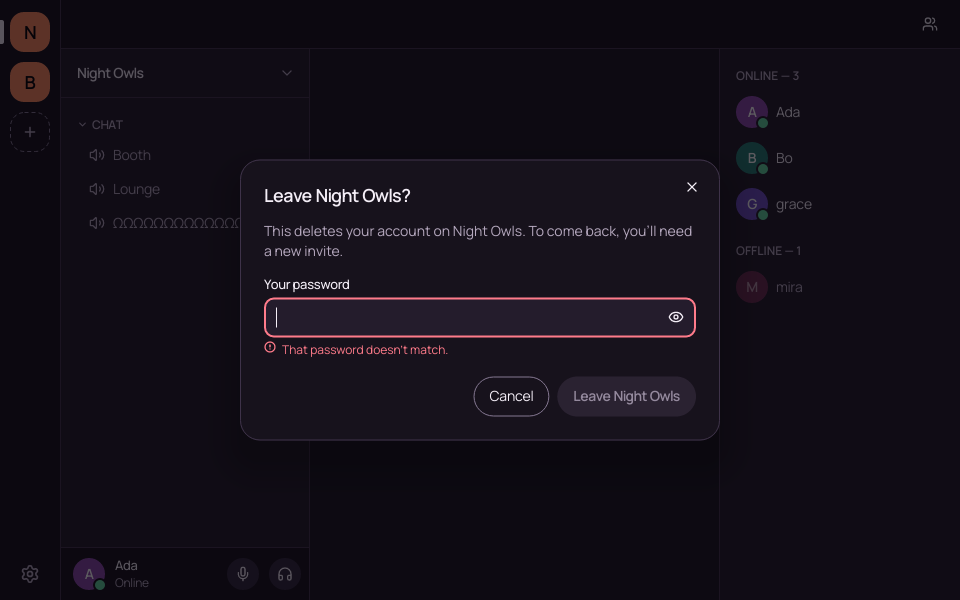 N
B
Night Owls
CHAT
Booth
Lounge
Leave Night Owls?
This deletes your account on Night Owls. To come back, you'll need
a new invite.
Your password
That password doesn't match.
Cancel
Leave Night Owls
ONLINE — 3
A
Ada
B
Bo
G
grace
OFFLINE — 1
M
mira
A
Ada
Online